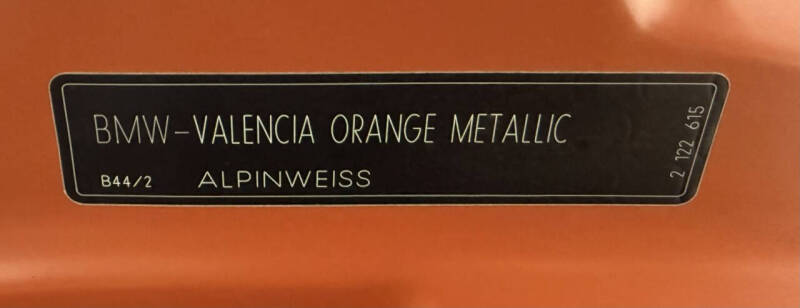 BMW-VALENCIA ORANGE METALLIC
B44/2 ALPINWEISS
2 122 615